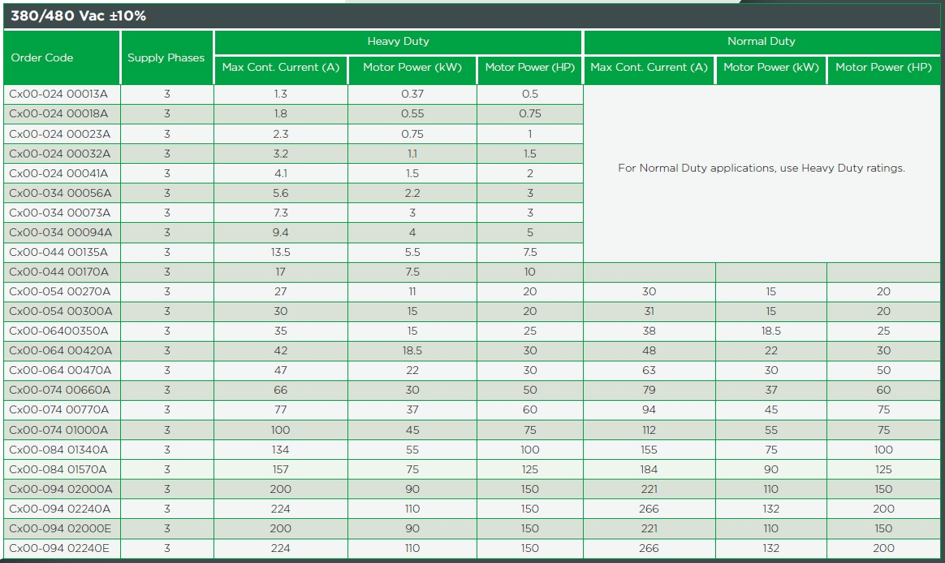 380/480 Vac ±10%
Order Code Supply Phases Heavy Duty Normal Duty
Max Cont. Current (A) Motor Power (kW) Motor Power (HP) Max Cont. Current (A) Motor Power (kW) Motor Power (HP)
Cx00-024 00013A 3 1.3 0.37 0.5
Cx00-024 00018A 3 1.8 0.55 0.75
Cx00-024 00023A 3 2.3 0.75 1
Cx00-024 00032A 3 3.2 1.1 1.5
Cx00-024 00041A 3 4.1 1.5 2
For Normal Duty applications, use Heavy Duty ratings.
Cx00-034 00056A 3 5.6 2.2 3
Cx00-034 00073A 3 7.3 3 3
Cx00-034 00094A 3 9.4 4 5
Cx00-044 00135A 3 13.5 5.5 7.5
Cx00-044 00170A 3 17 7.5 10
Cx00-054 00270A 3 27 11 20 30 15 20
Cx00-054 00300A 3 30 15 20 31 15 20
Cx00-06400350A 3 35 15 25 38 18.5 25
Cx00-064 00420A 3 42 18.5 30 48 22 30
Cx00-064 00470A 3 47 22 30 63 30 50
Cx00-074 00660A 3 66 30 50 79 37 60
Cx00-074 00770A 3 77 37 60 94 45 75
Cx00-074 01000A 3 100 45 75 112 55 75
Cx00-084 01340A 3 134 55 100 155 75 100
Cx00-084 01570A 3 157 75 125 184 90 125
Cx00-094 02000A 3 200 90 150 221 110 150
Cx00-094 02240A 3 224 110 150 266 132 200
Cx00-094 02000E 3 200 90 150 221 110 150
Cx00-094 02240E 3 224 110 150 266 132 200